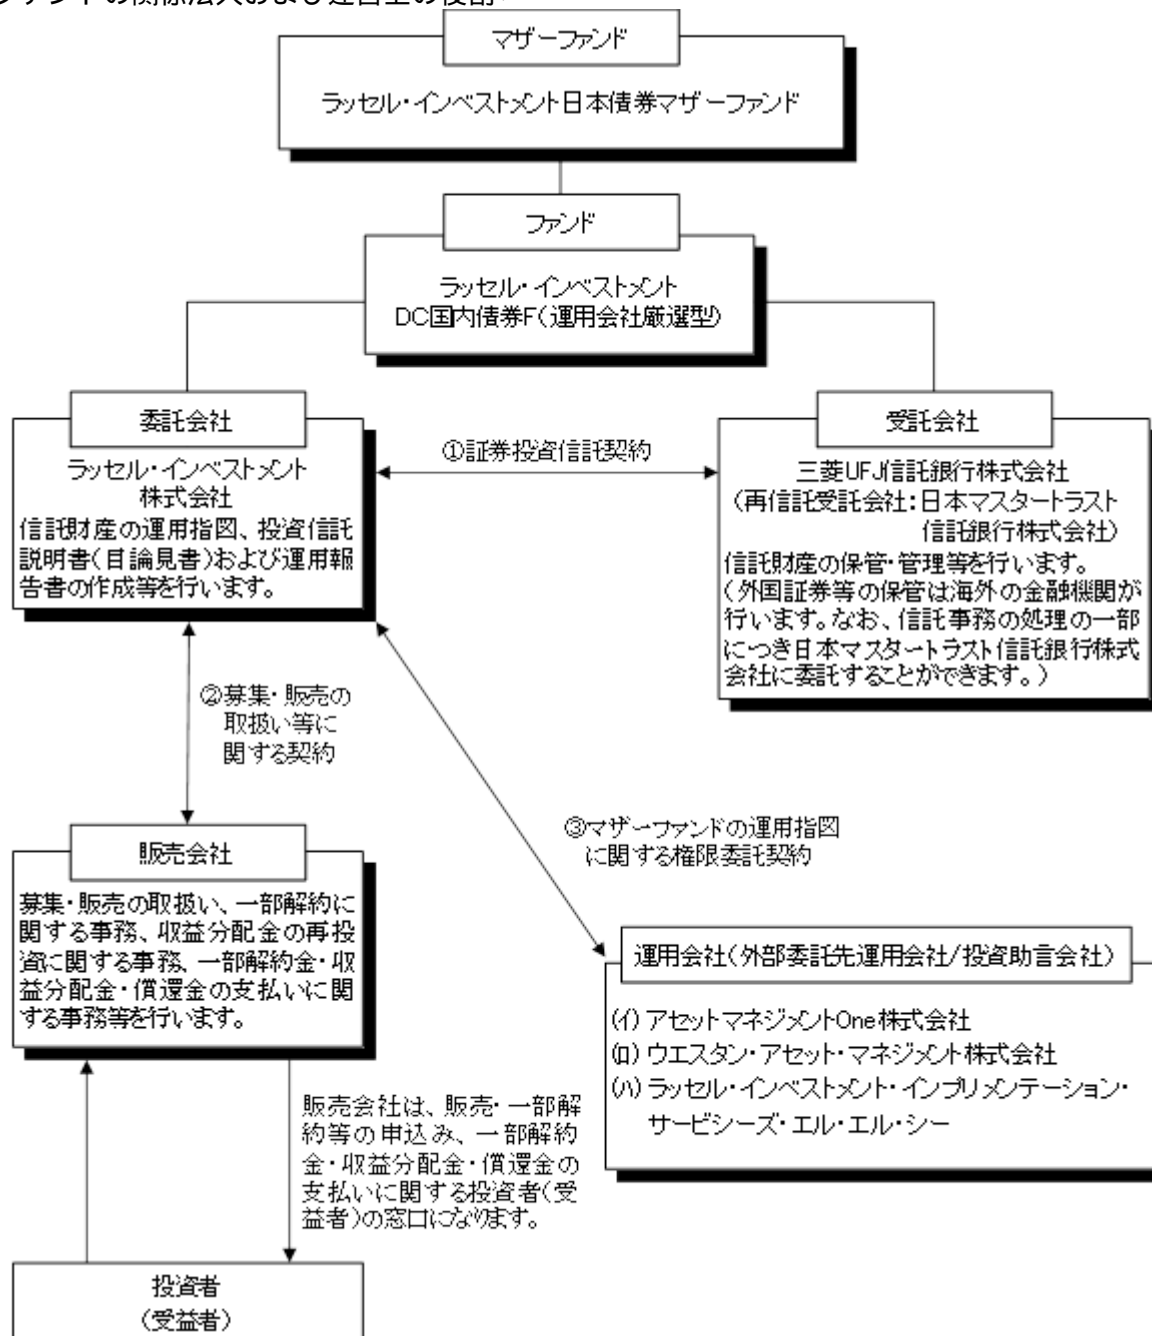 マザーファンド
ラッセル・インベストメント日本債券マザーファンド
ファンド
ラッセル・インベストメント
DC国内債券F(運用会社厳選型)
委託会社
ラッセル・インベストメント
株式会社
信託財産の運用指図、投資信託
説明書(目論見書)および運用報
告書の作成等を行います。
①証券投資信託契約
受託会社
三菱UFJ信託銀行株式会社
(再信託受託会社:日本マスタートラスト
信託銀行株式会社)
信託財産の保管・管理等を行います。
(外国証券等の保管は海外の金融機関が
行います。なお、信託事務の処理の一部
につき日本マスタートラスト信託銀行株式
会社に委託することができます。)
②募集・販売の
取扱い等に
関する契約
③マザーファンドの運用指図
に関する権限委託契約
販売会社
募集・販売の取扱い、一部解約に
関する事務、収益分配金の再投
資に関する事務、一部解約金・収
益分配金・償還金の支払いに関
する事務等を行います。
運用会社(外部委託先運用会社/投資助言会社)
(イ) アセットマネジメントOne株式会社
(ロ) ウエスタン・アセット・マネジメント株式会社
(ハ) ラッセル・インベストメント・インプリメンテーション・
サービシーズ・エル・エル・シー
販売会社は、販売・一部解
約等の申込み、一部解約
金・収益分配金・償還金の
支払いに関する投資者(受
益者)の窓口になります。
投資者
(受益者)